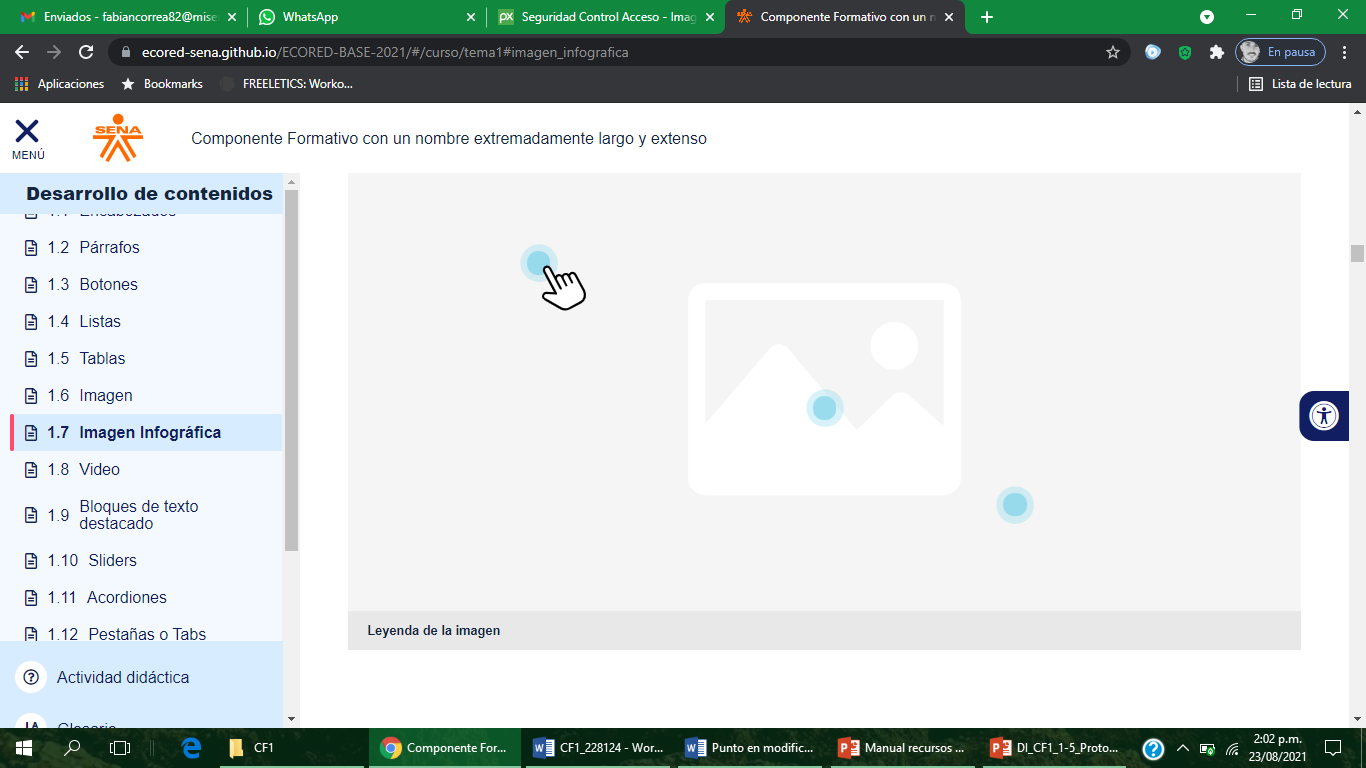 Enviados - fabiancorrea82@mise
WhatsApp
Seguridad Control Acceso - Imag
Componente Formativo con un n
ecored-sena.github.io/ECORED-BASE-2021/#/curso/tema1#imagen_infografica
En pausa
Aplicaciones
Bookmarks
FREELETICS: Worko...
Lista de lectura
MENÚ
SENA
Componente Formativo con un nombre extremadamente largo y extenso
Desarrollo de contenidos
1.1 Encabezados
1.2 Párrafos
1.3 Botones
1.4 Listas
1.5 Tablas
1.6 Imagen
1.7 Imagen Infográfica
1.8 Video
1.9 Bloques de texto
destacado
1.10 Sliders
1.11 Acordiones
1.12 Pestañas o Tabs
Actividad didáctica
Glosario
Leyenda de la imagen
CF1
Componente For...
CF1_228124 - Wor...
Punto en modific...
Manual recursos ...
DI_CF1_1-5_Proto...
2:02 p.m.
23/08/2021